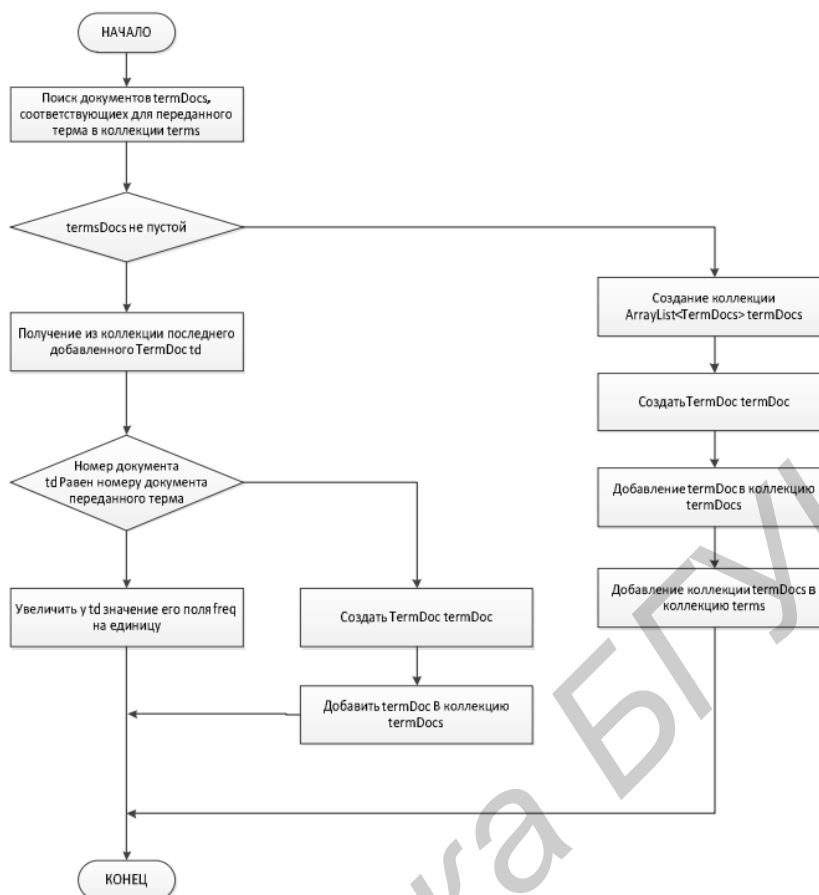 НАЧАЛО
Поиск документов termDocs,
соответствующиех для переданного
терма в коллекции terms
termsDocs не пустой
Получение из коллекции последнего
добавленного TermDoc td
Номер документа
td Равен номеру документа
переданного терма
Увеличить у td значение его поля freq
на единицу
Создать TermDoc termDoc
Добавить termDoc В коллекцию
termDocs
Создание коллекции
ArrayList<TermDocs> termDocs
Создать TermDoc termDoc
Добавление termDoc в коллекцию
termDocs
Добавление коллекции termDocs в
коллекцию terms
КОНЕЦ